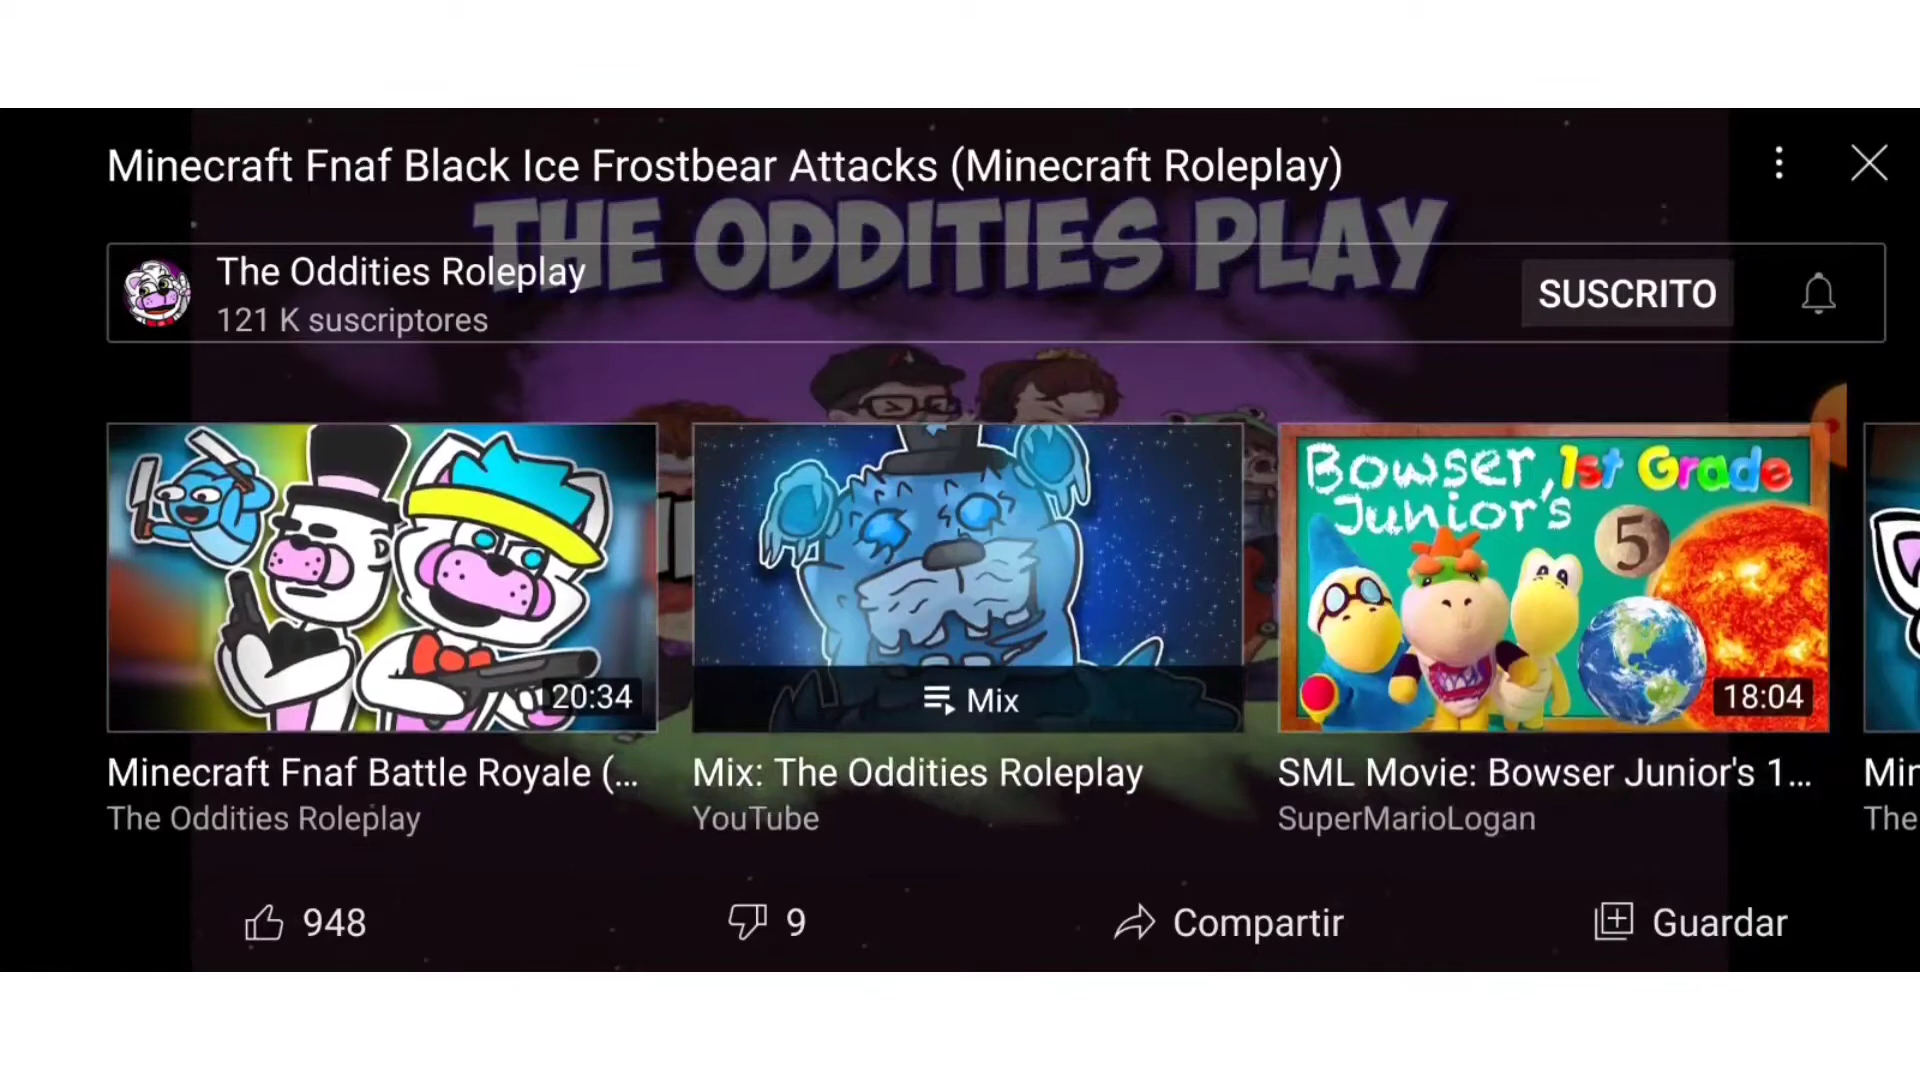 Minecraft Fnaf Black Ice Frostbear Attacks (Minecraft Roleplay)
THE ODDITIES PLAY
The Oddities Roleplay
121 K suscriptores
SUSCRITO
Bowser Junior's 1st Grade
5
20:34
Mix
18:04
Minecraft Fnaf Battle Royale (...
Mix: The Oddities Roleplay
SML Movie: Bowser Junior's 1...
Min
The Oddities Roleplay
YouTube
SuperMarioLogan
The
948
9
Compartir
Guardar